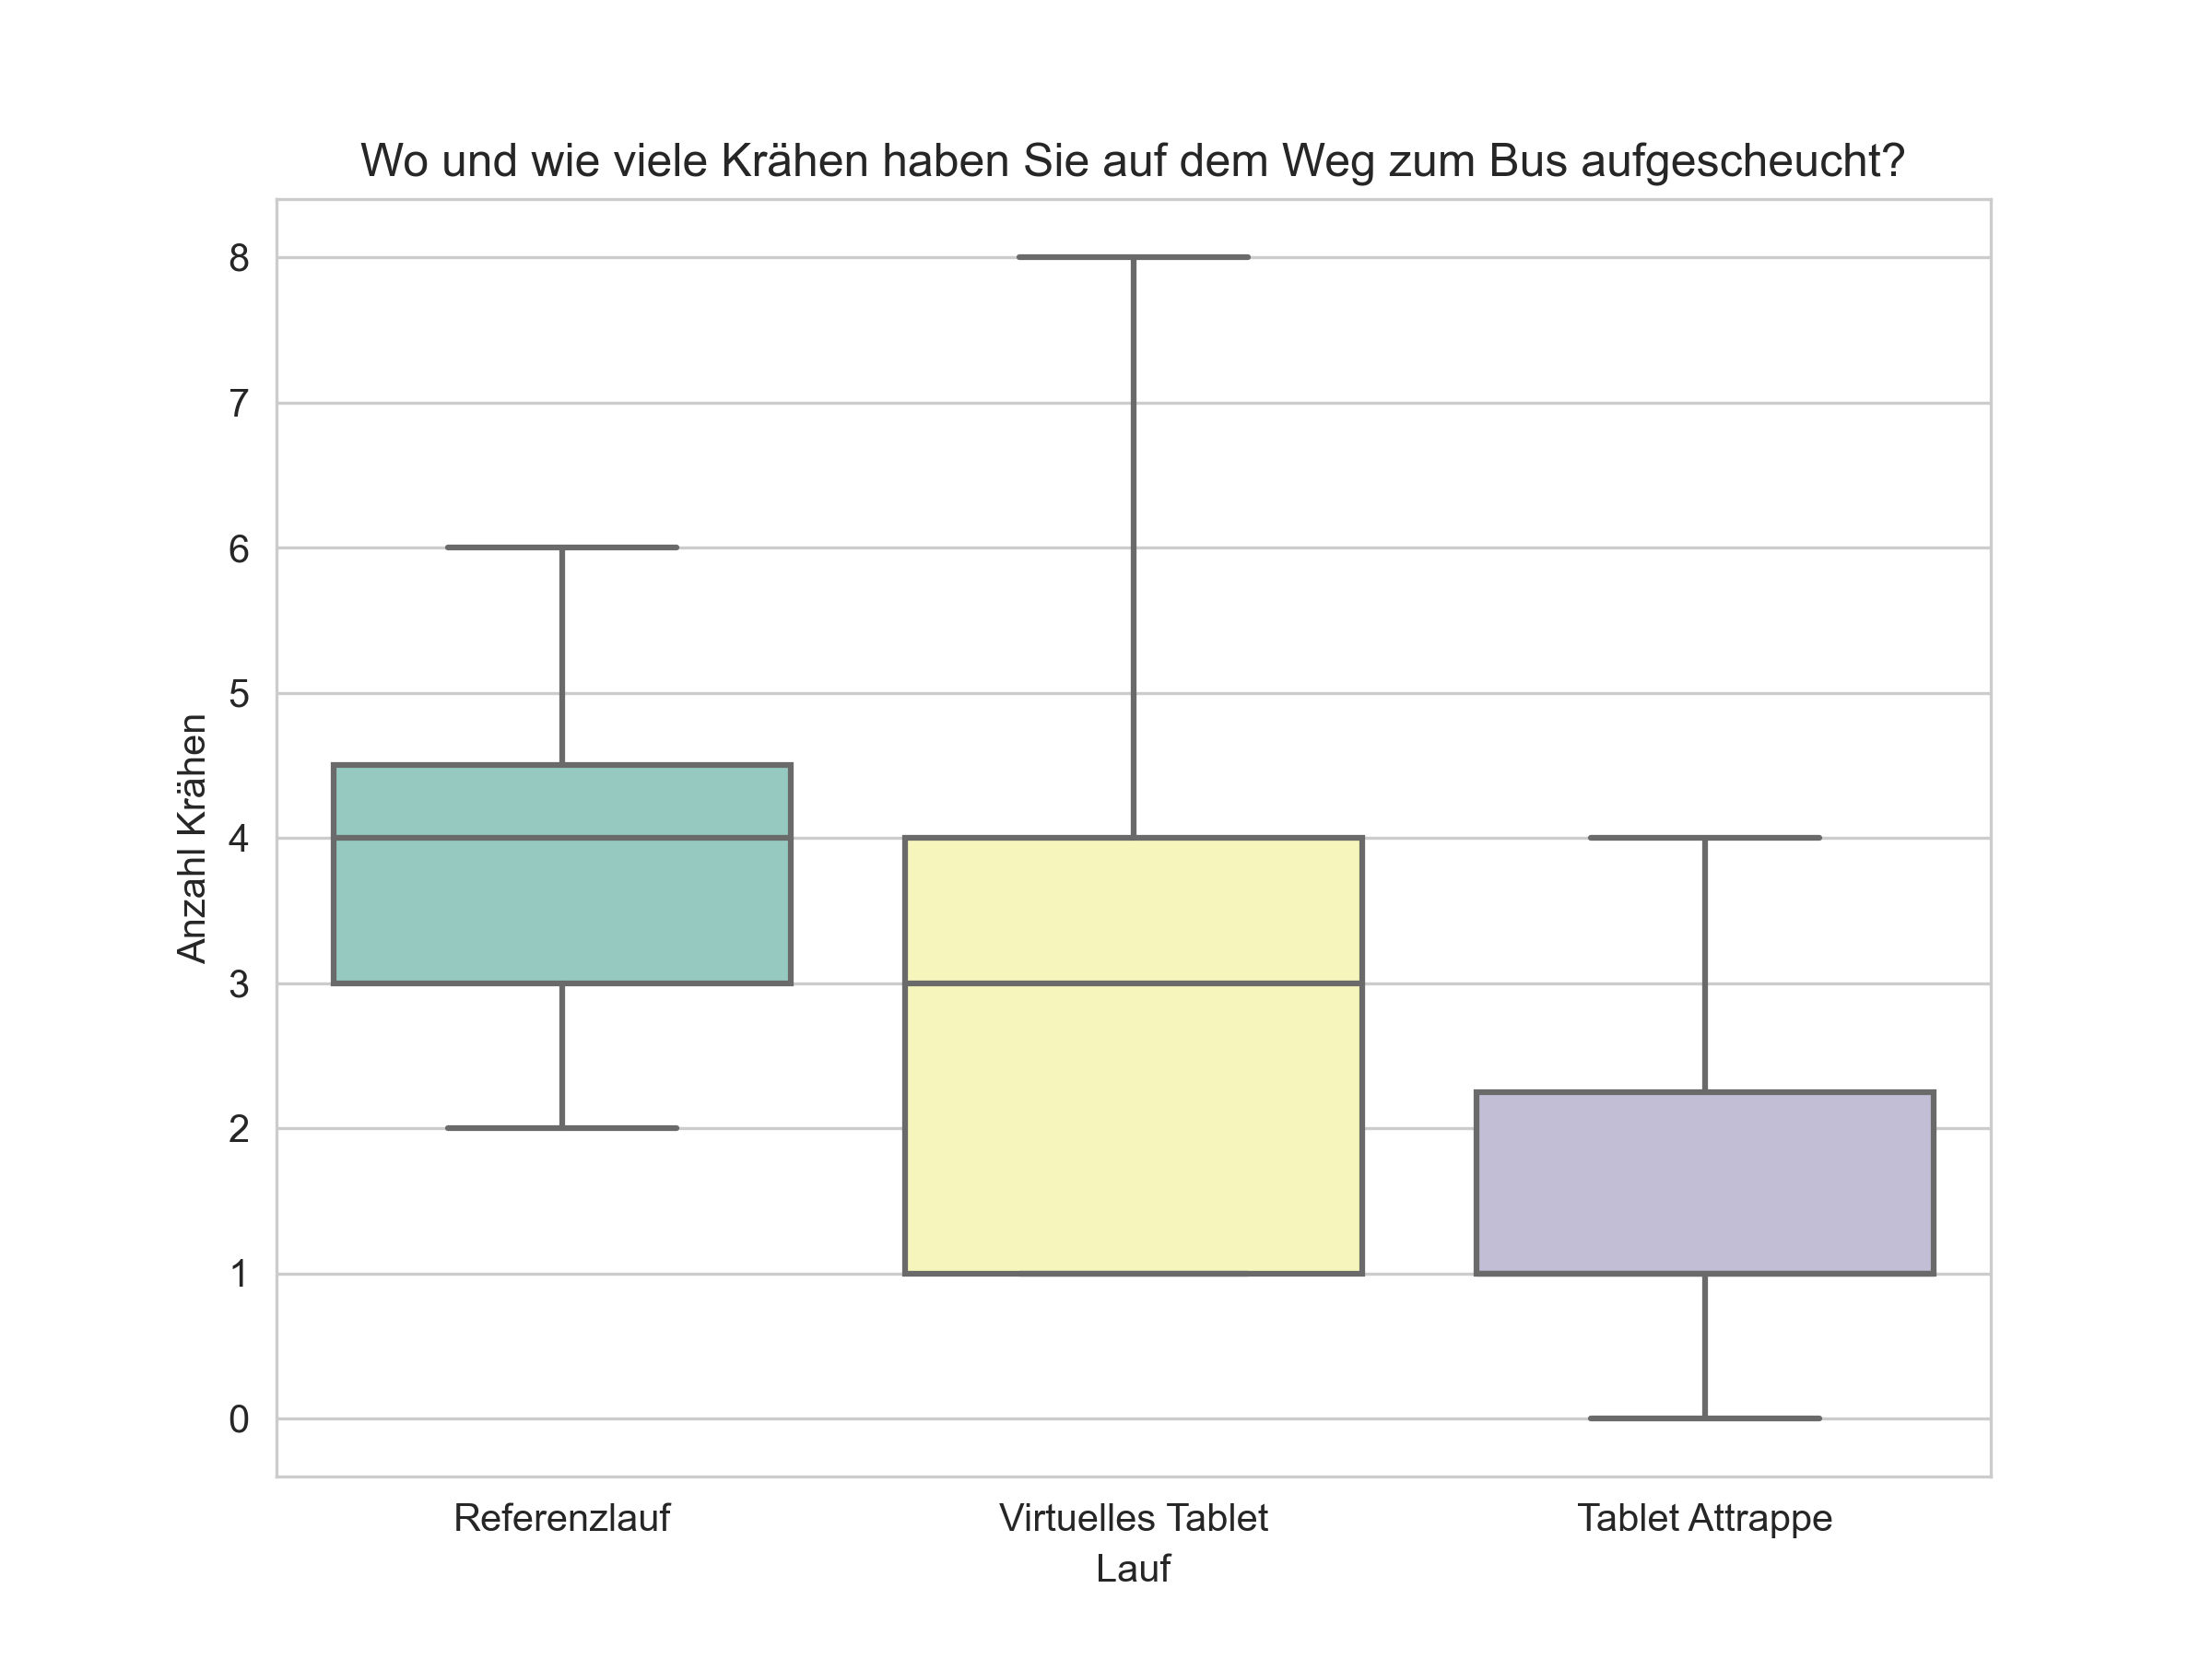 Wo und wie viele Krähen haben Sie auf dem Weg zum Bus aufgescheucht?
Anzahl Krähen
8
7
6
5
4
3
2
1
0
Referenzlauf Virtuelles Tablet Tablet Attrappe
Lauf